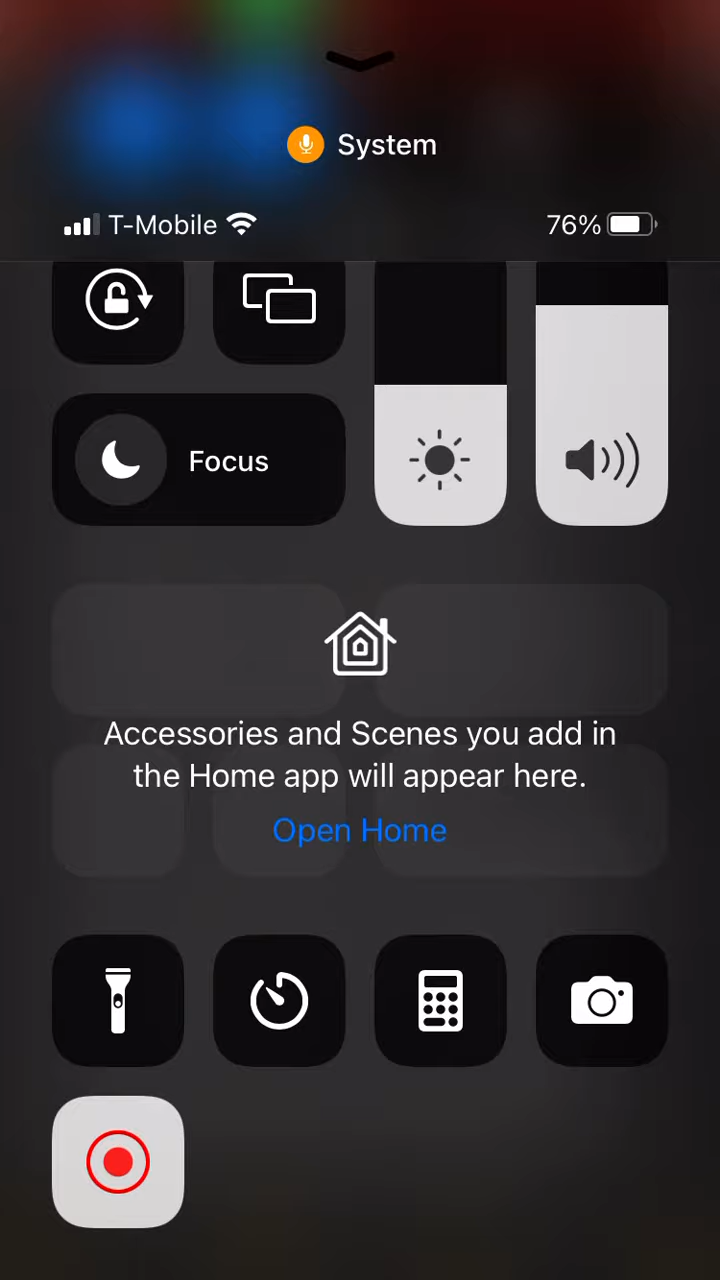 System
T-Mobile 76%
Focus
Accessories and Scenes you add in
the Home app will appear here.
Open Home